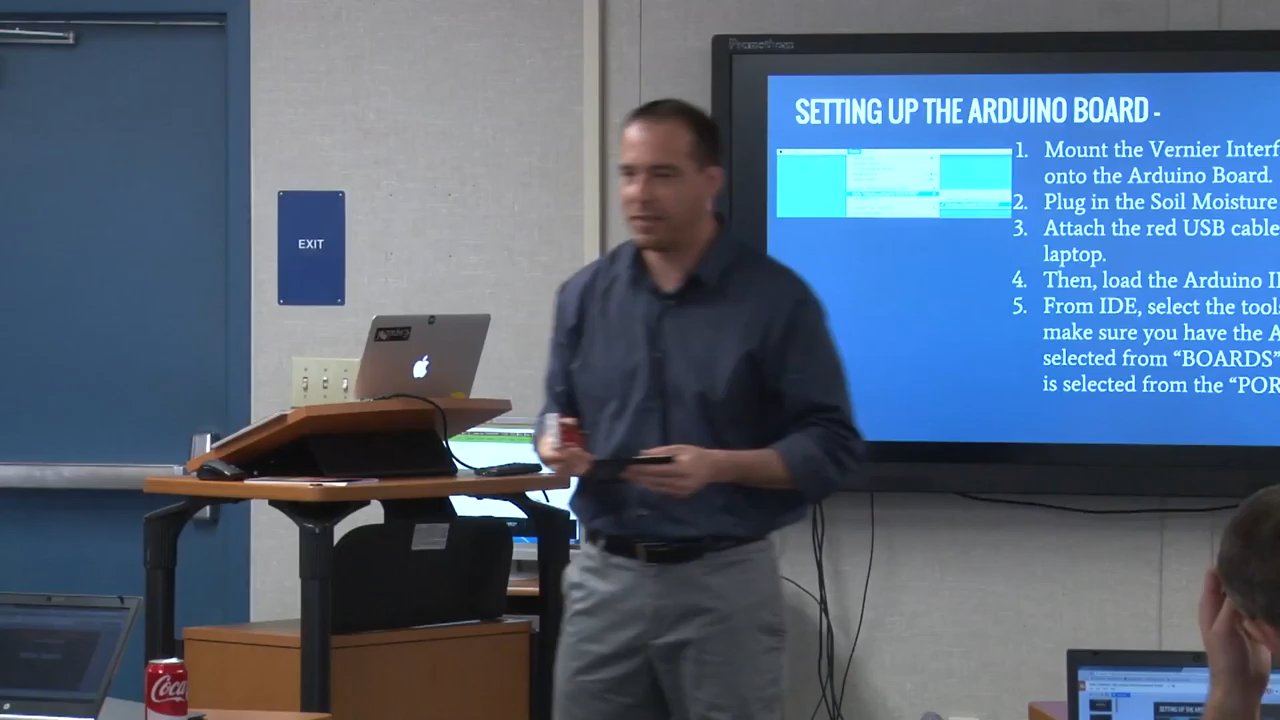 Promethean
SETTING UP THE ARDUINO BOARD -
1. Mount the Vernier Interf
onto the Arduino Board.
2. Plug in the Soil Moisture
3. Attach the red USB cable
laptop.
4. Then, load the Arduino I
5. From IDE, select the tool
make sure you have the A
selected from "BOARDS"
is selected from the "POR
EXIT
Coca